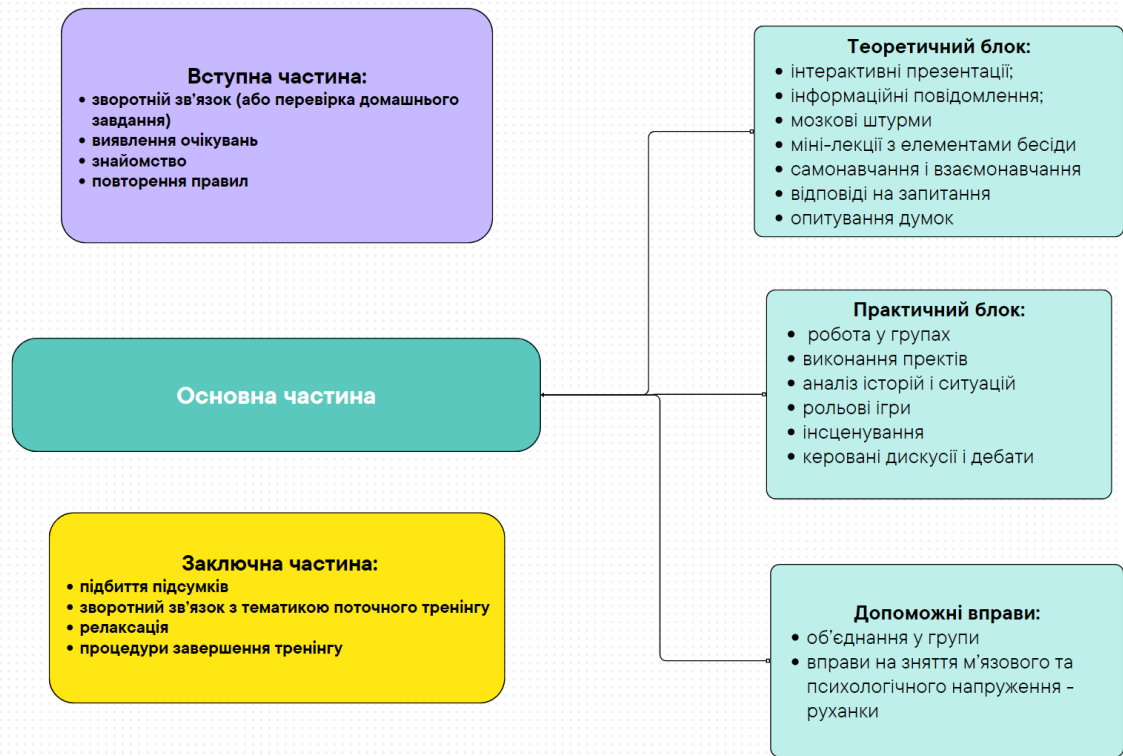 Вступна частина:
• зворотній зв’язок (або перевірка домашнього
завдання)
• виявлення очікувань
• знайомство
• повторення правил
Основна частина
Заключна частина:
• підбиття підсумків
• зворотний зв’язок з тематикою поточного тренінгу
• релаксація
• процедури завершення тренінгу
Теоретичний блок:
• інтерактивні презентації;
• інформаційні повідомлення;
• мозкові штурми
• міні-лекції з елементами бесіди
• самонавчання і взаємонавчання
• відповіді на запитання
• опитування думок
Практичний блок:
• робота у групах
• виконання пректів
• аналіз історій і ситуацій
• рольові ігри
• інсценування
• керовані дискусії і дебати
Допоможні вправи:
• об’єднання у групи
• вправи на зняття м’язового та
психологічного напруження -
руханки